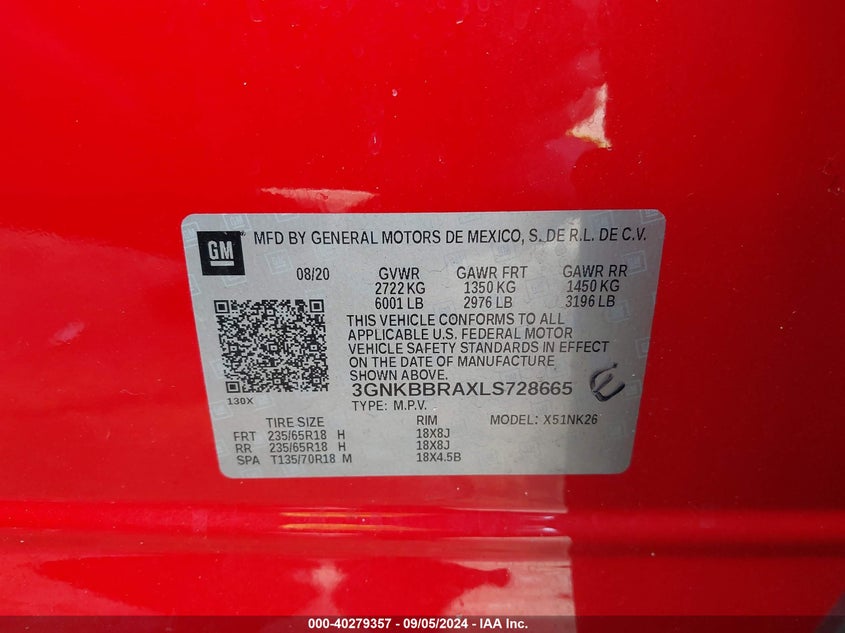 GM
MFD BY GENERAL MOTORS DE MEXICO, S. DE R.L. DE C.V.
08/20 GVWR GAWR FRT GAWR RR
2722 KG 1350 KG 1450 KG
6001 LB 2976 LB 3196 LB
THIS VEHICLE CONFORMS TO ALL
APPLICABLE U.S. FEDERAL MOTOR
VEHICLE SAFETY STANDARDS IN EFFECT
ON THE DATE OF MANUFACTURE
SHOWN ABOVE.
3GNKBBRAXLS728665
130X
TYPE: M.P.V.
TIRE SIZE RIM MODEL: X51NK26
FRT 235/65R18 H 18X8J
RR 235/65R18 H 18X8J
SPA T135/70R18 M 18X4.5B
000-40279357 - 09/05/2024 - IAA Inc.